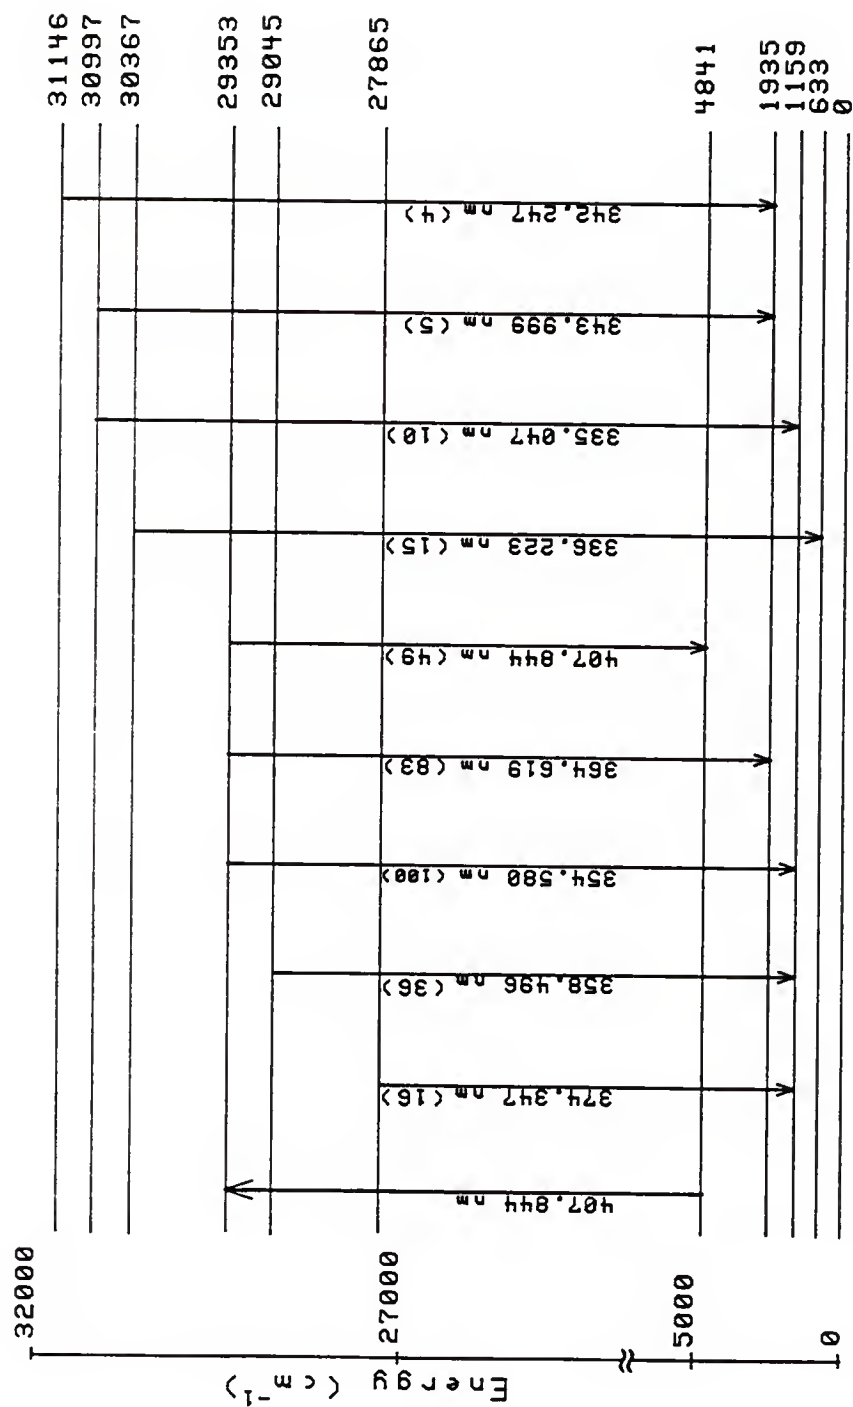 31146
30997
30367
29353
29045
27865
4841
1935
1159
633
0
342.247 nm (4)
343.999 nm (5)
335.047 nm (10)
336.223 nm (15)
407.844 nm (49)
364.619 nm (83)
354.580 nm (100)
358.496 nm (36)
374.347 nm (16)
407.844 nm
32000
27000
5000
0
Energy (cm⁻¹)